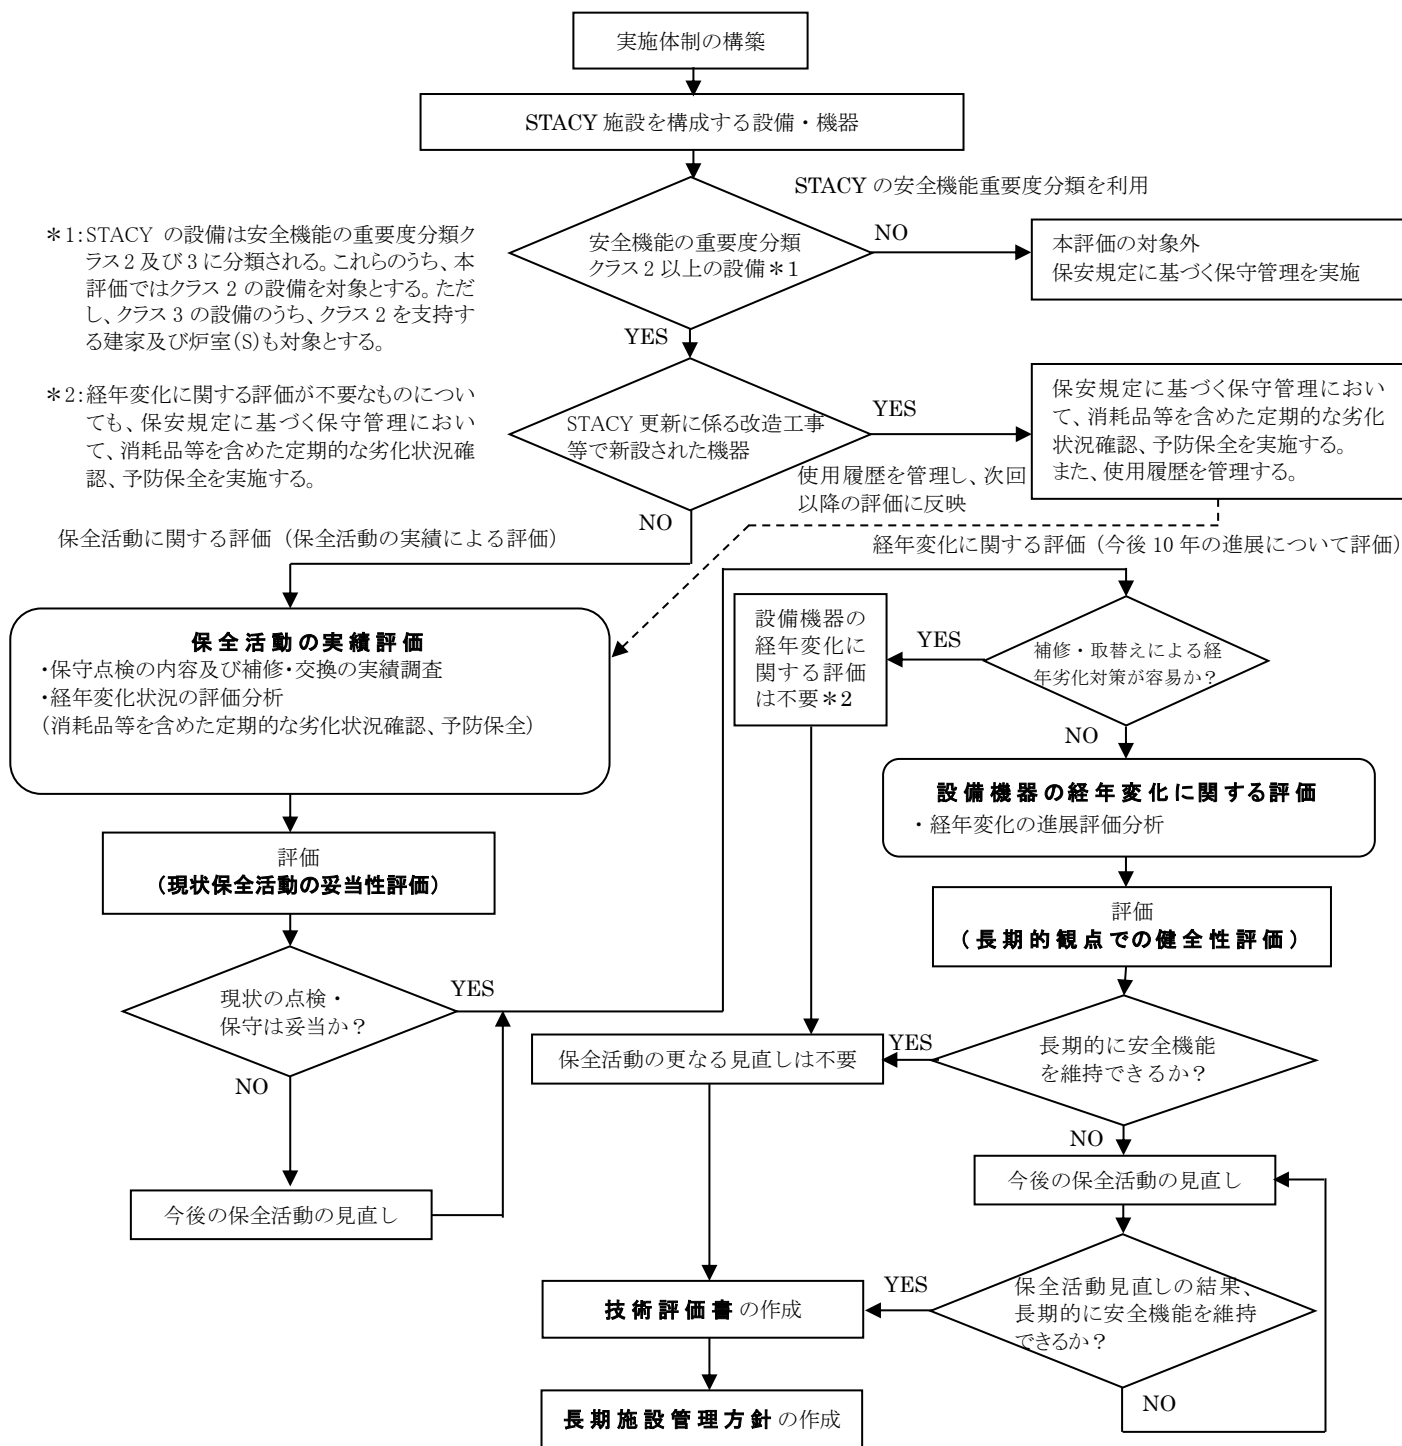 実施体制の構築
STACY 施設を構成する設備・機器
STACY の安全機能重要度分類を利用
安全機能の重要度分類
クラス2 以上の設備＊1
NO
本評価の対象外
保安規定に基づく保守管理を実施
＊1:STACY の設備は安全機能の重要度分類ク
ラス2 及び 3 に分類される。これらのうち、本
評価ではクラス 2 の設備を対象とする。ただ
し、クラス 3 の設備のうち、クラス 2 を支持す
る建家及び炉室(S)も対象とする。
YES
＊2:経年変化に関する評価が不要なものについ
ても、保安規定に基づく保守管理におい
て、消耗品等を含めた定期的な劣化状況確
認、予防保全を実施する。
STACY 更新に係る改造工事
等で新設された機器
YES
保安規定に基づく保守管理におい
て、消耗品等を含めた定期的な劣化
状況確認、予防保全を実施する。
また、使用履歴を管理する。
使用履歴を管理し、次回
以降の評価に反映
NO
保全活動に関する評価（保全活動の実績による評価）
経年変化に関する評価（今後 10 年の進展について評価）
保全活動の実績評価
・保守点検の内容及び補修・交換の実績調査
・経年変化状況の評価分析
(消耗品等を含めた定期的な劣化状況確認、予防保全）
設備機器の
経年変化に
関する評価
は不要＊2
YES
補修・取替えによる経
年劣化対策が容易か？
NO
設備機器の経年変化に関する評価
・経年変化の進展評価分析
評価
（現状保全活動の妥当性評価）
評価
（長期的観点での健全性評価）
現状の点検・
保守は妥当か？
YES
NO
保全活動の更なる見直しは不要
YES
長期的に安全機能
を維持できるか？
NO
今後の保全活動の見直し
今後の保全活動の見直し
技術評価書の作成
YES
保全活動見直しの結果、
長期的に安全機能を維持
できるか？
NO
長期施設管理方針の作成